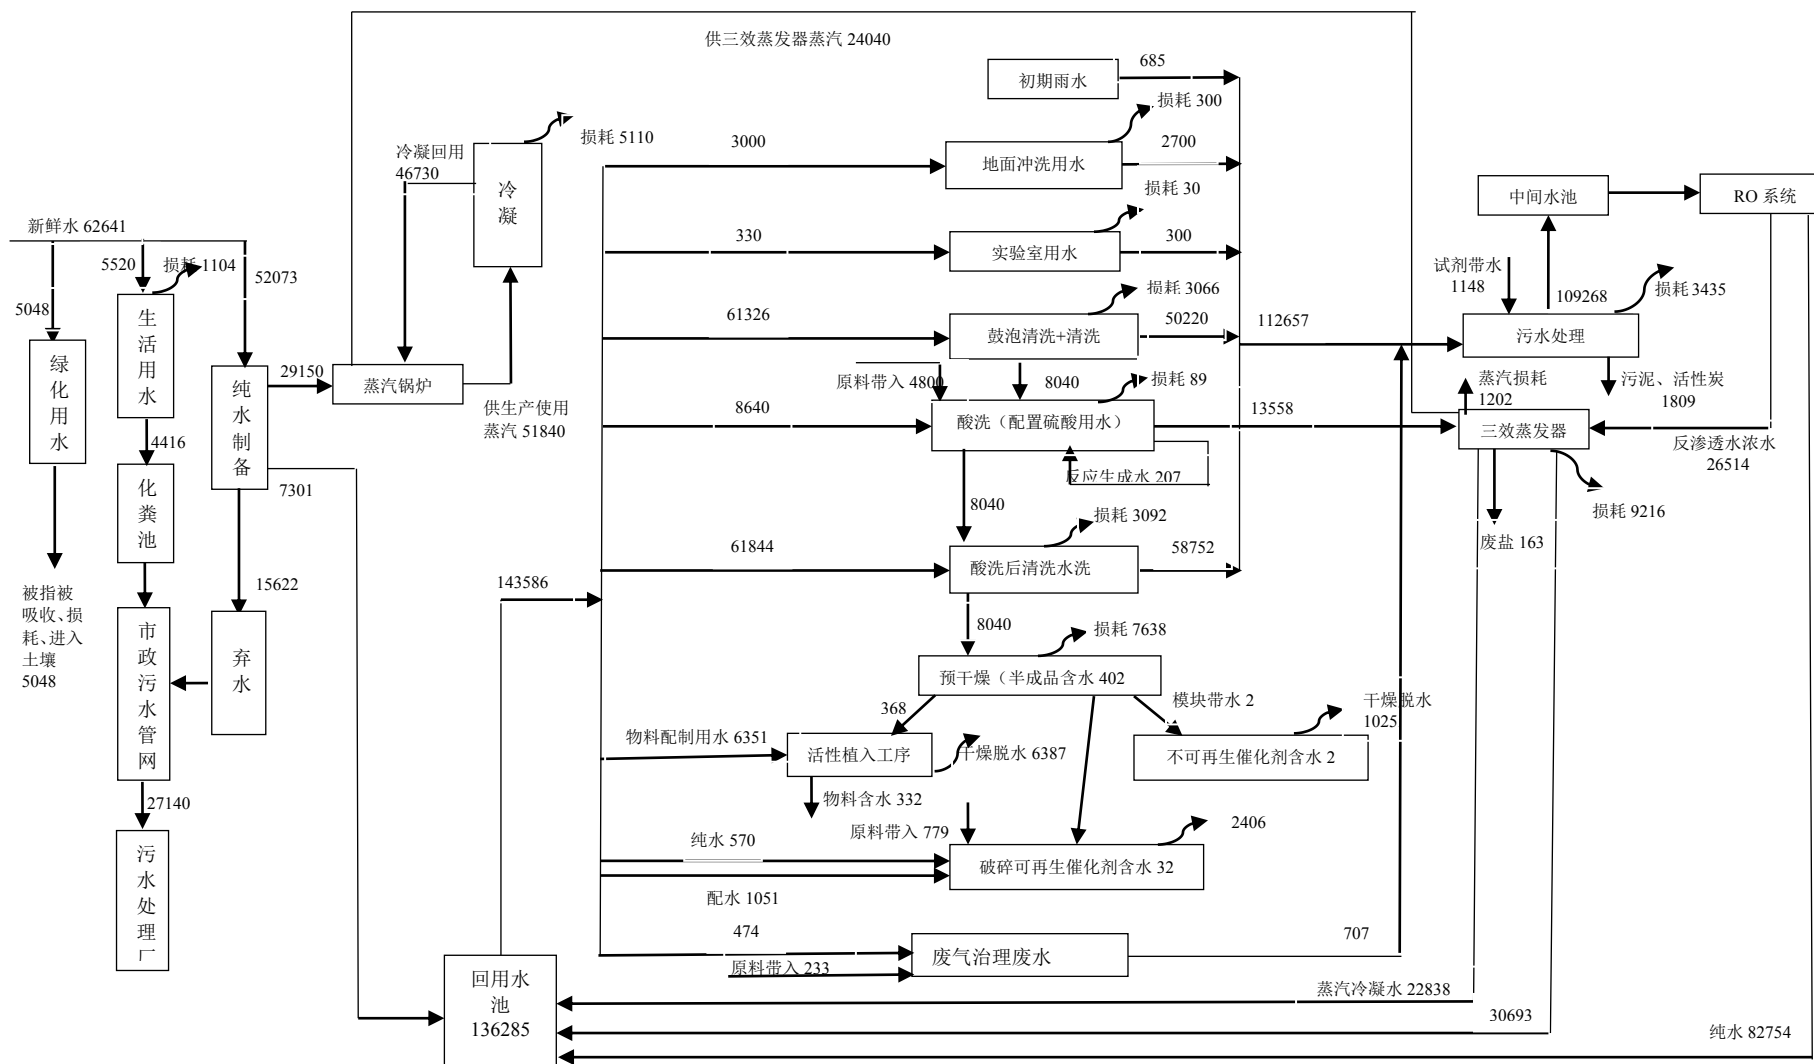 供三效蒸发器蒸汽 24040
685
初期雨水
损耗 300
损耗 5110
3000
2700
地面冲洗用水
冷凝回用
46730
冷
凝
损耗 30
中间水池
RO 系统
新鲜水 62641
330
300
实验室用水
5520
损耗 1104
52073
试剂带水
1148
109268
损耗 3435
5048
损耗 3066
61326
50220
112657
鼓泡清洗+清洗
污水处理
生
活
用
水
绿
化
用
水
纯
水
制
备
29150
蒸汽锅炉
原料带入 4800
8040
损耗 89
蒸汽损耗
1202
污泥、活性炭
1809
供生产使用
蒸汽 51840
8640
酸洗（配置硫酸用水）
13558
三效蒸发器
反渗透水浓水
26514
4416
7301
反应生成水 207
化
粪
池
8040
损耗 3092
损耗 9216
废盐 163
61844
58752
酸洗后清洗水洗
15622
143586
被指被
吸收、损
耗、进入
土壤
5048
市
政
污
水
管
网
弃
水
8040
损耗 7638
预干燥（半成品含水 402
368
模块带水 2
干燥脱水
1025
物料配制用水 6351
活性植入工序
干燥脱水 6387
不可再生催化剂含水 2
27140
物料含水 332
原料带入 779
2406
纯水 570
破碎可再生催化剂含水 32
污
水
处
理
厂
配水 1051
474
707
废气治理废水
原料带入 233
回用水
池
136285
蒸汽冷凝水 22838
30693
纯水 82754